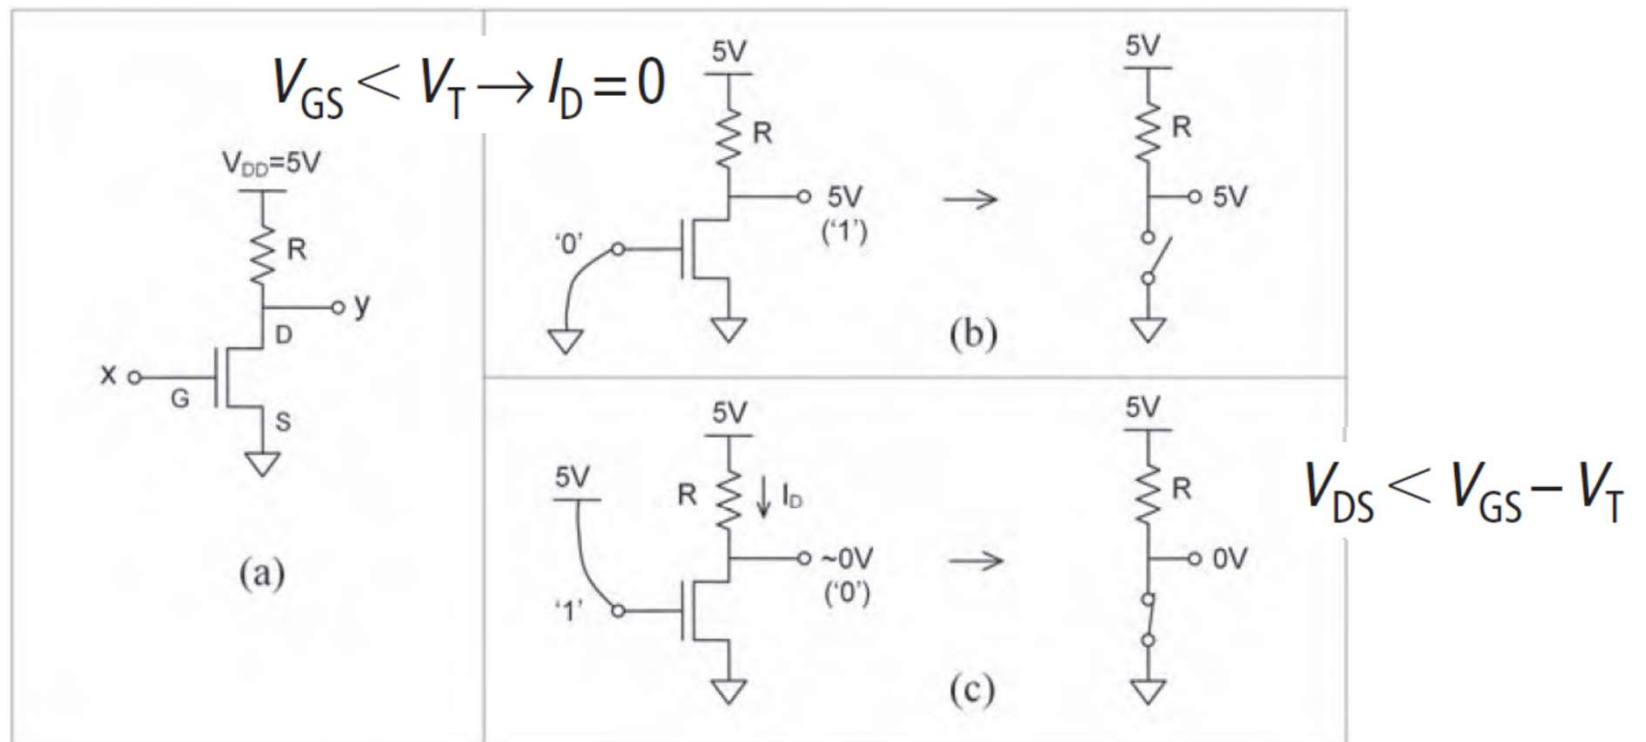 V_GS < V_T → I_D = 0
V_DD=5V
R
y
D
x
G
S
(a)
5V
R
5V
('1')
'0'
→
5V
R
5V
(b)
5V
5V
R
I_D
~0V
('0')
'1'
→
5V
R
0V
(c)
V_DS < V_GS – V_T